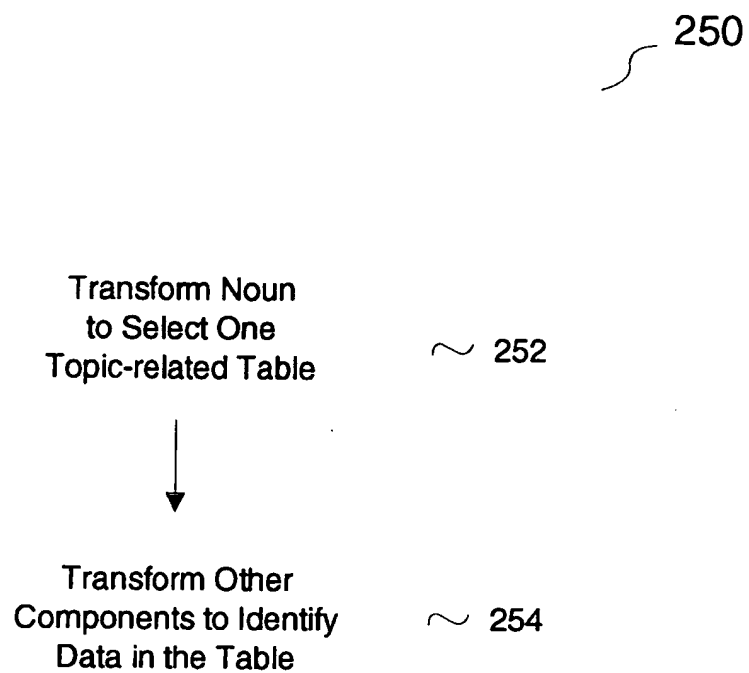 250
Transform Noun
to Select One
Topic-related Table
252
Transform Other
Components to Identify
Data in the Table
254